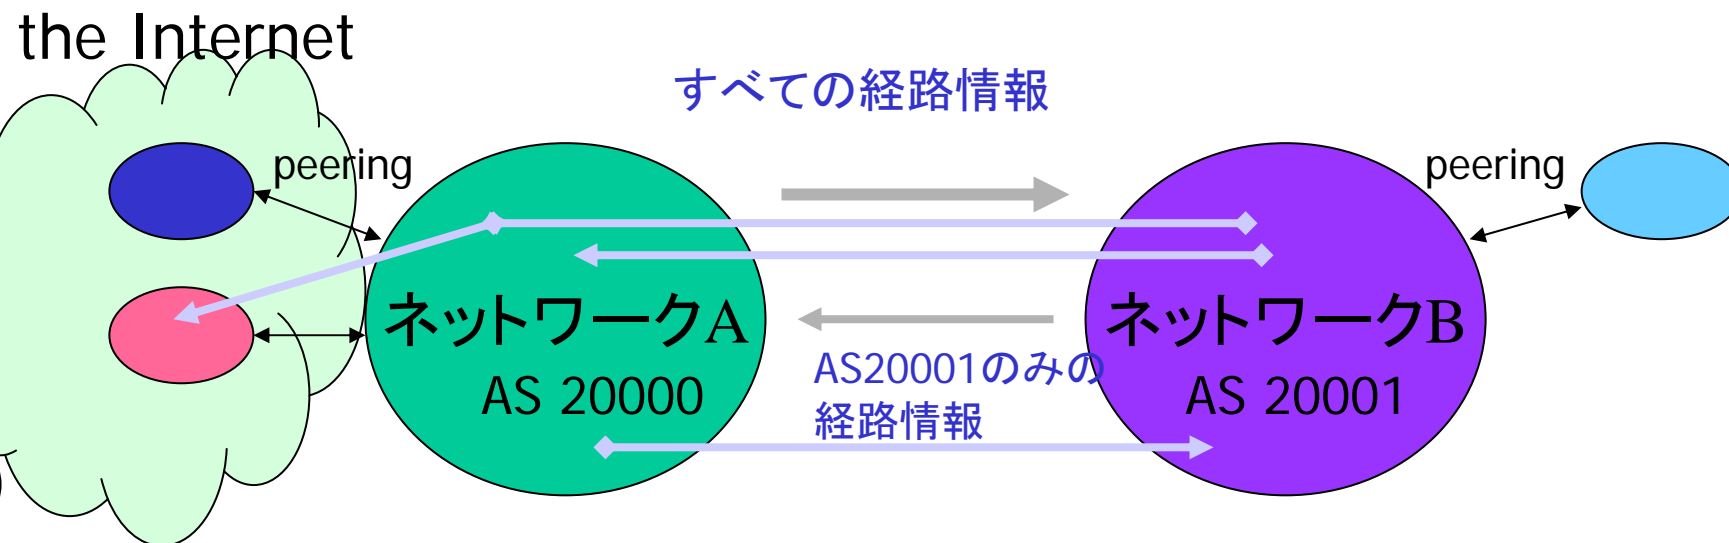 the Internet
すべての経路情報
peering
peering
ネットワークA
AS 20000
AS20001のみの
経路情報
ネットワークB
AS 20001